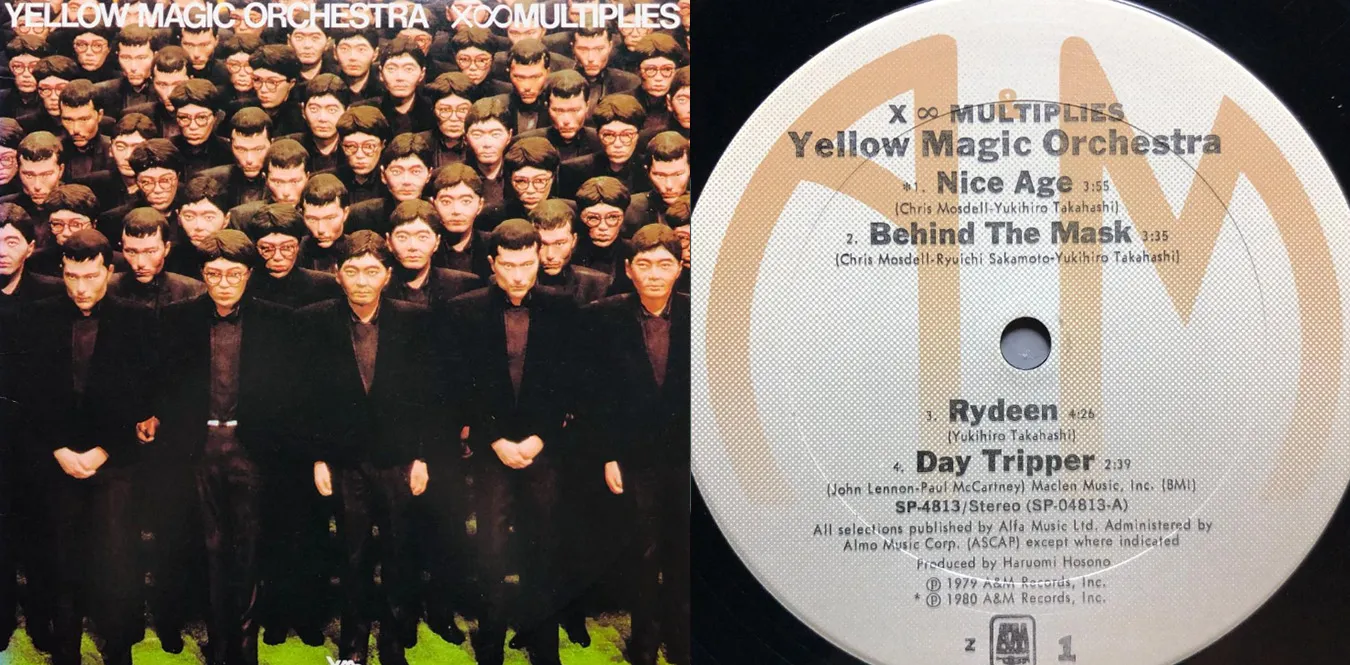 YELLOW MAGIC ORCHESTRA X∞MULTIPLIES
A&M
X ∞ MULTIPLIES
Yellow Magic Orchestra
*1. Nice Age 3:55
(Chris Mosdell-Yukihiro Takahashi)
2. Behind The Mask 3:35
(Chris Mosdell-Ryuichi Sakamoto-Yukihiro Takahashi)
3. Rydeen 4:26
(Yukihiro Takahashi)
4. Day Tripper 2:39
(John Lennon-Paul McCartney) Maclen Music, Inc. (BMI)
SP-4813/Stereo (SP-04813-A)
All selections published by Alfa Music Ltd. Administered by
Almo Music Corp. (ASCAP) except where indicated
Produced by Haruomi Hosono
℗ 1979 A&M Records, Inc.
* ℗ 1980 A&M Records, Inc.
Z A&M 1